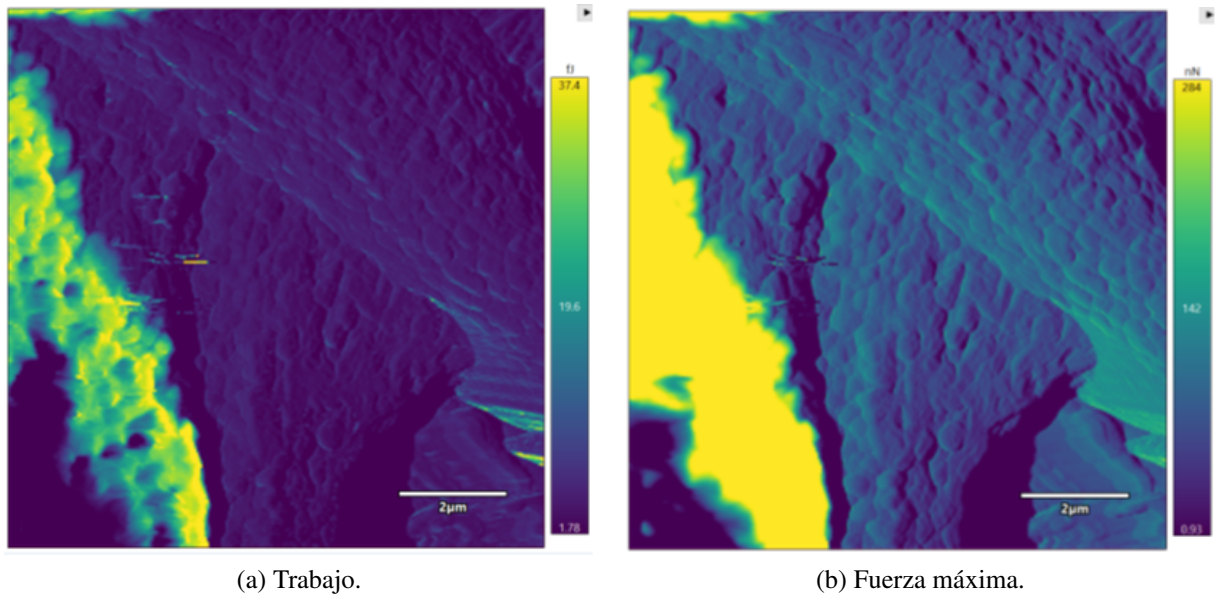 fJ
37.4
19.6
1.78
2μm
nN
284
142
0.93
2μm
(a) Trabajo.
(b) Fuerza máxima.